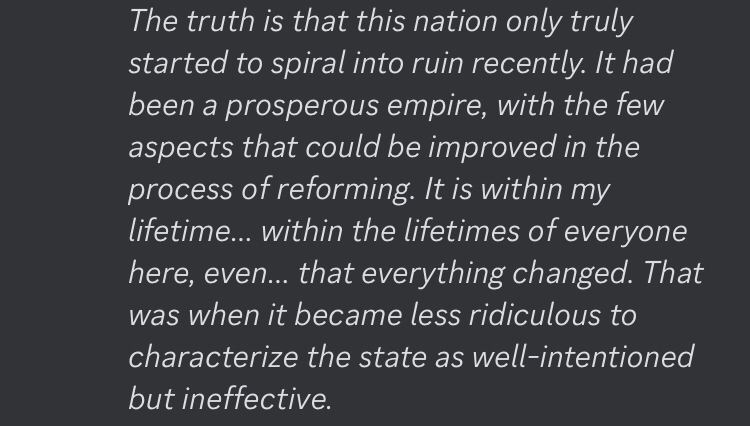 The truth is that this nation only truly
started to spiral into ruin recently. It had
been a prosperous empire, with the few
aspects that could be improved in the
process of reforming. It is within my
lifetime... within the lifetimes of everyone
here, even... that everything changed. That
was when it became less ridiculous to
characterize the state as well-intentioned
but ineffective.